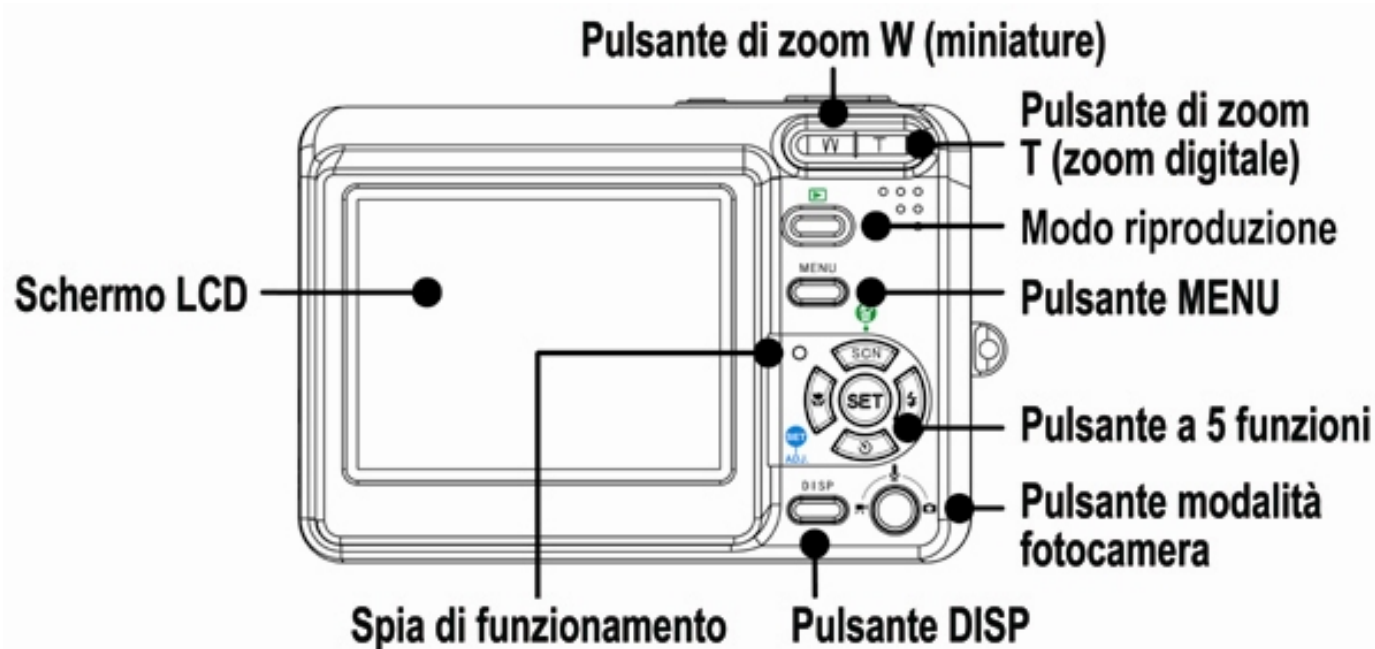 Pulsante di zoom W (miniature)
Pulsante di zoom
T (zoom digitale)
W T
Modo riproduzione
MENU
Pulsante MENU
Schermo LCD
SCN
SET
Pulsante a 5 funzioni
SET
ADJ.
DISP
Pulsante modalità
fotocamera
Spia di funzionamento
Pulsante DISP